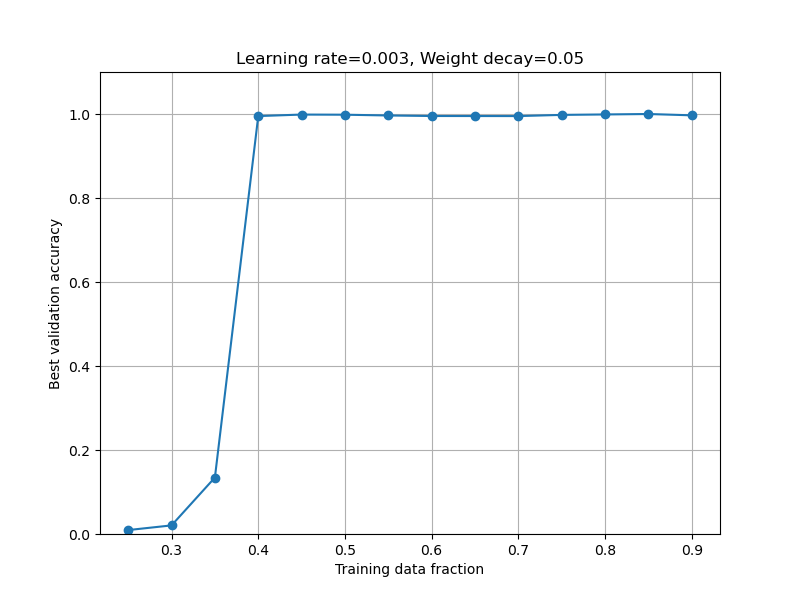 Learning rate=0.003, Weight decay=0.05
1.0
0.8
0.6
0.4
0.2
0.0
Best validation accuracy
0.3 0.4 0.5 0.6 0.7 0.8 0.9
Training data fraction